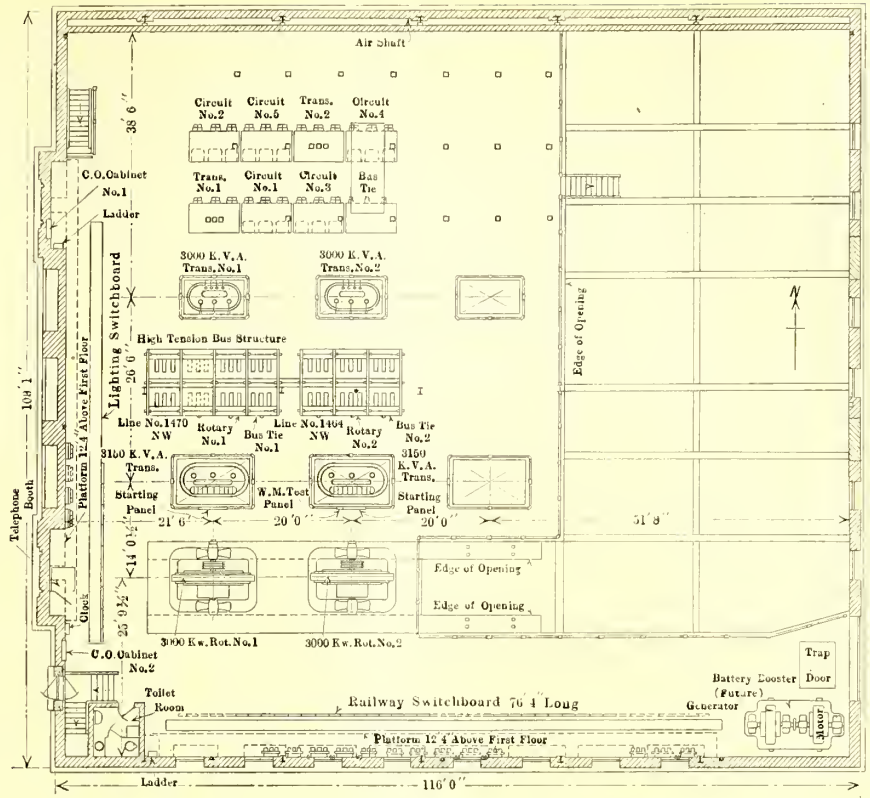 Air Shaft
38' 6"
Circuit No.2
Circuit No.5
Trans. No.2
Circuit No.4
C.O.Cabinet No.1
Trans. No.1
Circuit No.1
Circuit No.3
Bus Tie
Ladder
3000 K.V.A. Trans.No.1
3000 K.V.A. Trans.No.2
N
Edge of Opening
Lighting Switchboard
26' 6"
High Tension Bus Structure
Platform 12'4" Above First Floor
Line No.1470 NW
Rotary No.1
Bus Tie No.1
Line No.1464 NW
Rotary No.2
Bus Tie No.2
3150 K.V.A. Trans.
3150 K.V.A. Trans.
Starting Panel
W.M.Test Panel
Starting Panel
Telephone Booth
21' 6"
20' 0"
20' 0"
51' 8"
14' 0½"
Edge of Opening
Edge of Opening
Clock
25' 9½"
3000 Kw.Rot.No.1
3000 Kw.Rot.No.2
C.O.Cabinet No.2
Trap Door
Battery Booster (Future)
Toilet Room
Railway Switchboard 76' 4" Long
Generator
Motor
Platform 12' 4" Above First Floor
Ladder
116' 0"